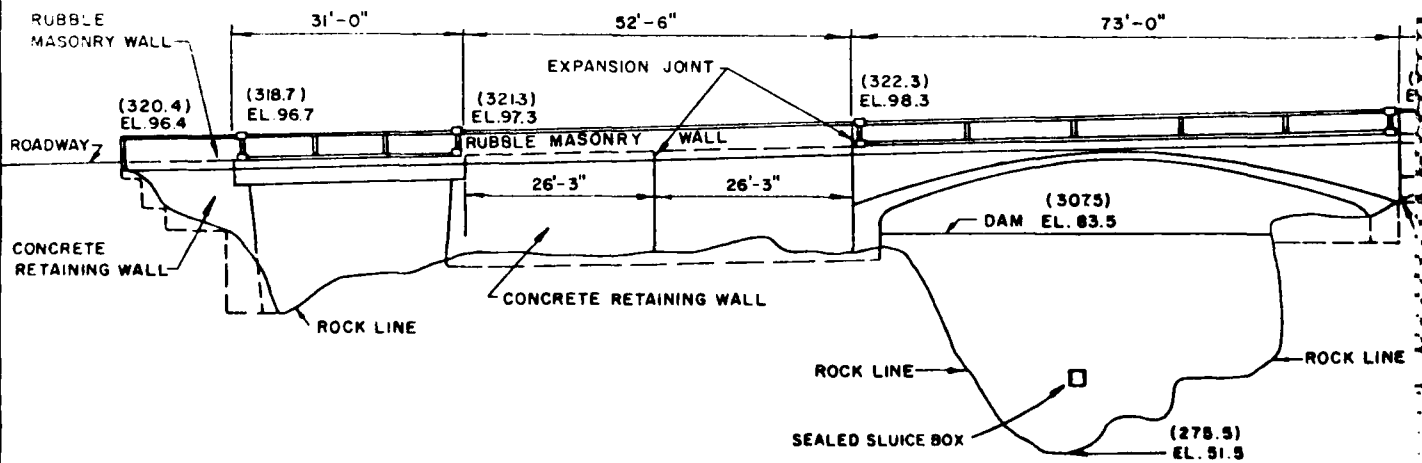 RUBBLE
MASONRY WALL
31'-0"
52'-6"
73'-0"
EXPANSION JOINT
(320.4)
EL.96.4
(318.7)
EL.96.7
(321.3)
EL.97.3
(322.3)
EL.98.3
ROADWAY
RUBBLE MASONRY WALL
26'-3"
26'-3"
(307.5)
DAM EL. 83.5
CONCRETE
RETAINING WALL
CONCRETE RETAINING WALL
ROCK LINE
ROCK LINE
ROCK LINE
SEALED SLUICE BOX
(275.5)
EL. 51.5